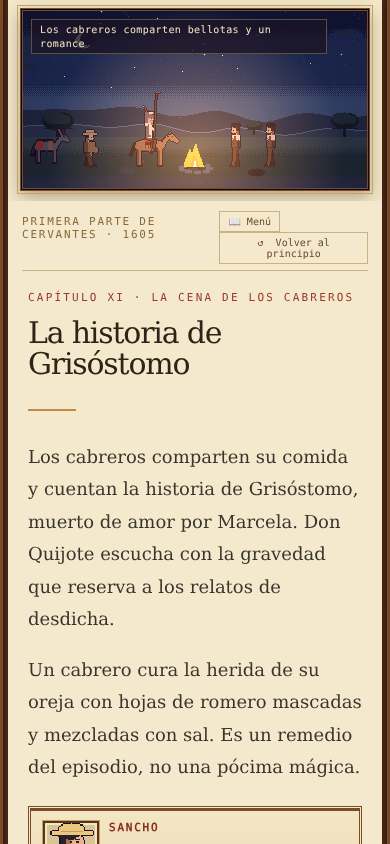 Los cabreros comparten bellotas y un
romance
PRIMERA PARTE DE
CERVANTES · 1605
📖 Menú
↺ Volver al
principio
CAPÍTULO XI · LA CENA DE LOS CABREROS
La historia de
Grisóstomo
Los cabreros comparten su comida
y cuentan la historia de Grisóstomo,
muerto de amor por Marcela. Don
Quijote escucha con la gravedad
que reserva a los relatos de
desdicha.
Un cabrero cura la herida de su
oreja con hojas de romero mascadas
y mezcladas con sal. Es un remedio
del episodio, no una pócima mágica.
SANCHO